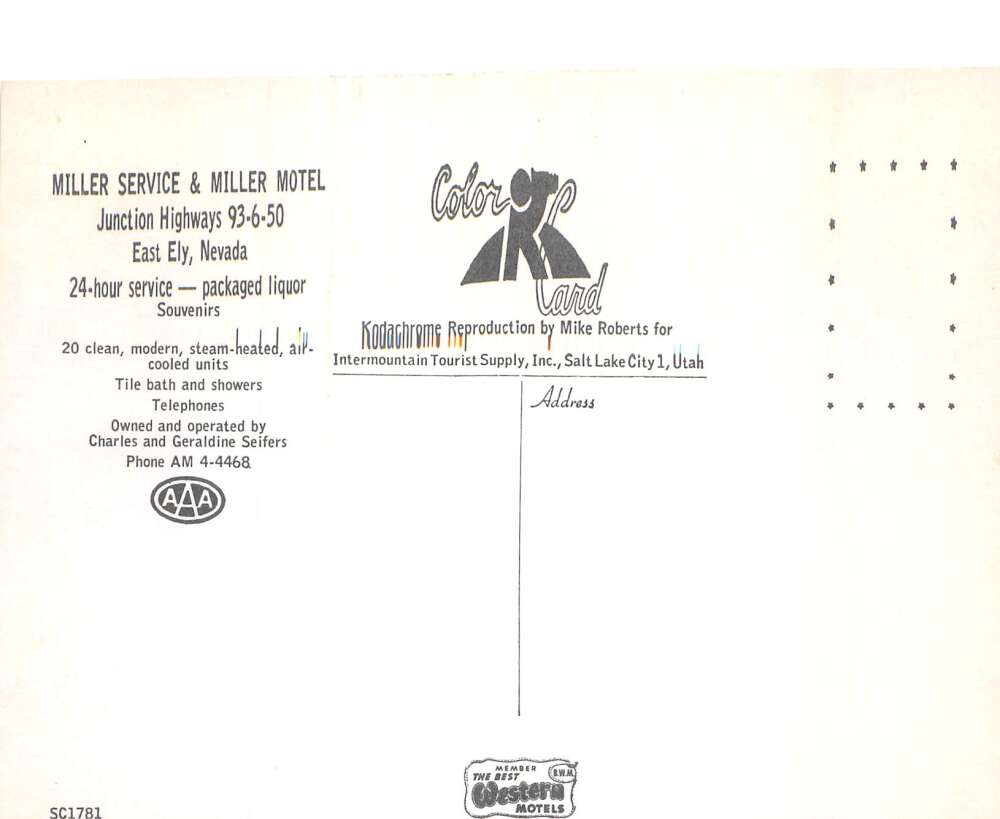 MILLER SERVICE & MILLER MOTEL
Junction Highways 93-6-50
East Ely, Nevada
24-hour service — packaged liquor
Souvenirs
20 clean, modern, steam-heated, air-
cooled units
Tile bath and showers
Telephones
Owned and operated by
Charles and Geraldine Seifers
Phone AM 4-4468
AAA
Color Card
Kodachrome Reproduction by Mike Roberts for
Intermountain Tourist Supply, Inc., Salt Lake City 1, Utah
Address
MEMBER
THE BEST
B.W.M.
Western
MOTELS
SC1781